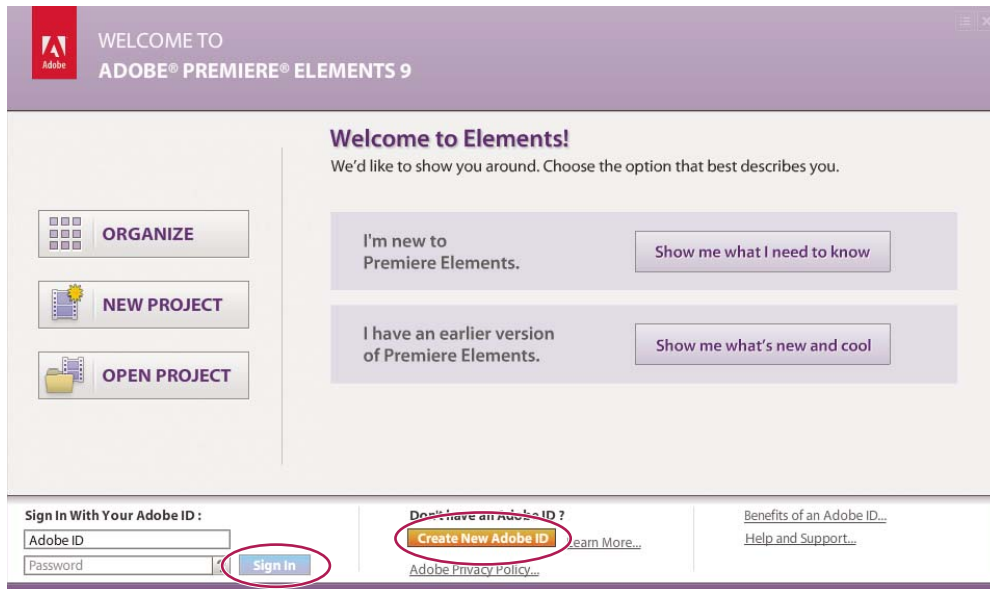 Adobe
WELCOME TO
ADOBE® PREMIERE® ELEMENTS 9
ORGANIZE
NEW PROJECT
OPEN PROJECT
Welcome to Elements!
We'd like to show you around. Choose the option that best describes you.
I'm new to
Premiere Elements.
Show me what I need to know
I have an earlier version
of Premiere Elements.
Show me what's new and cool
Sign In With Your Adobe ID :
Adobe ID
Password
?
Sign In
Don't have an Adobe ID ?
Create New Adobe ID
Learn More...
Adobe Privacy Policy...
Benefits of an Adobe ID...
Help and Support...